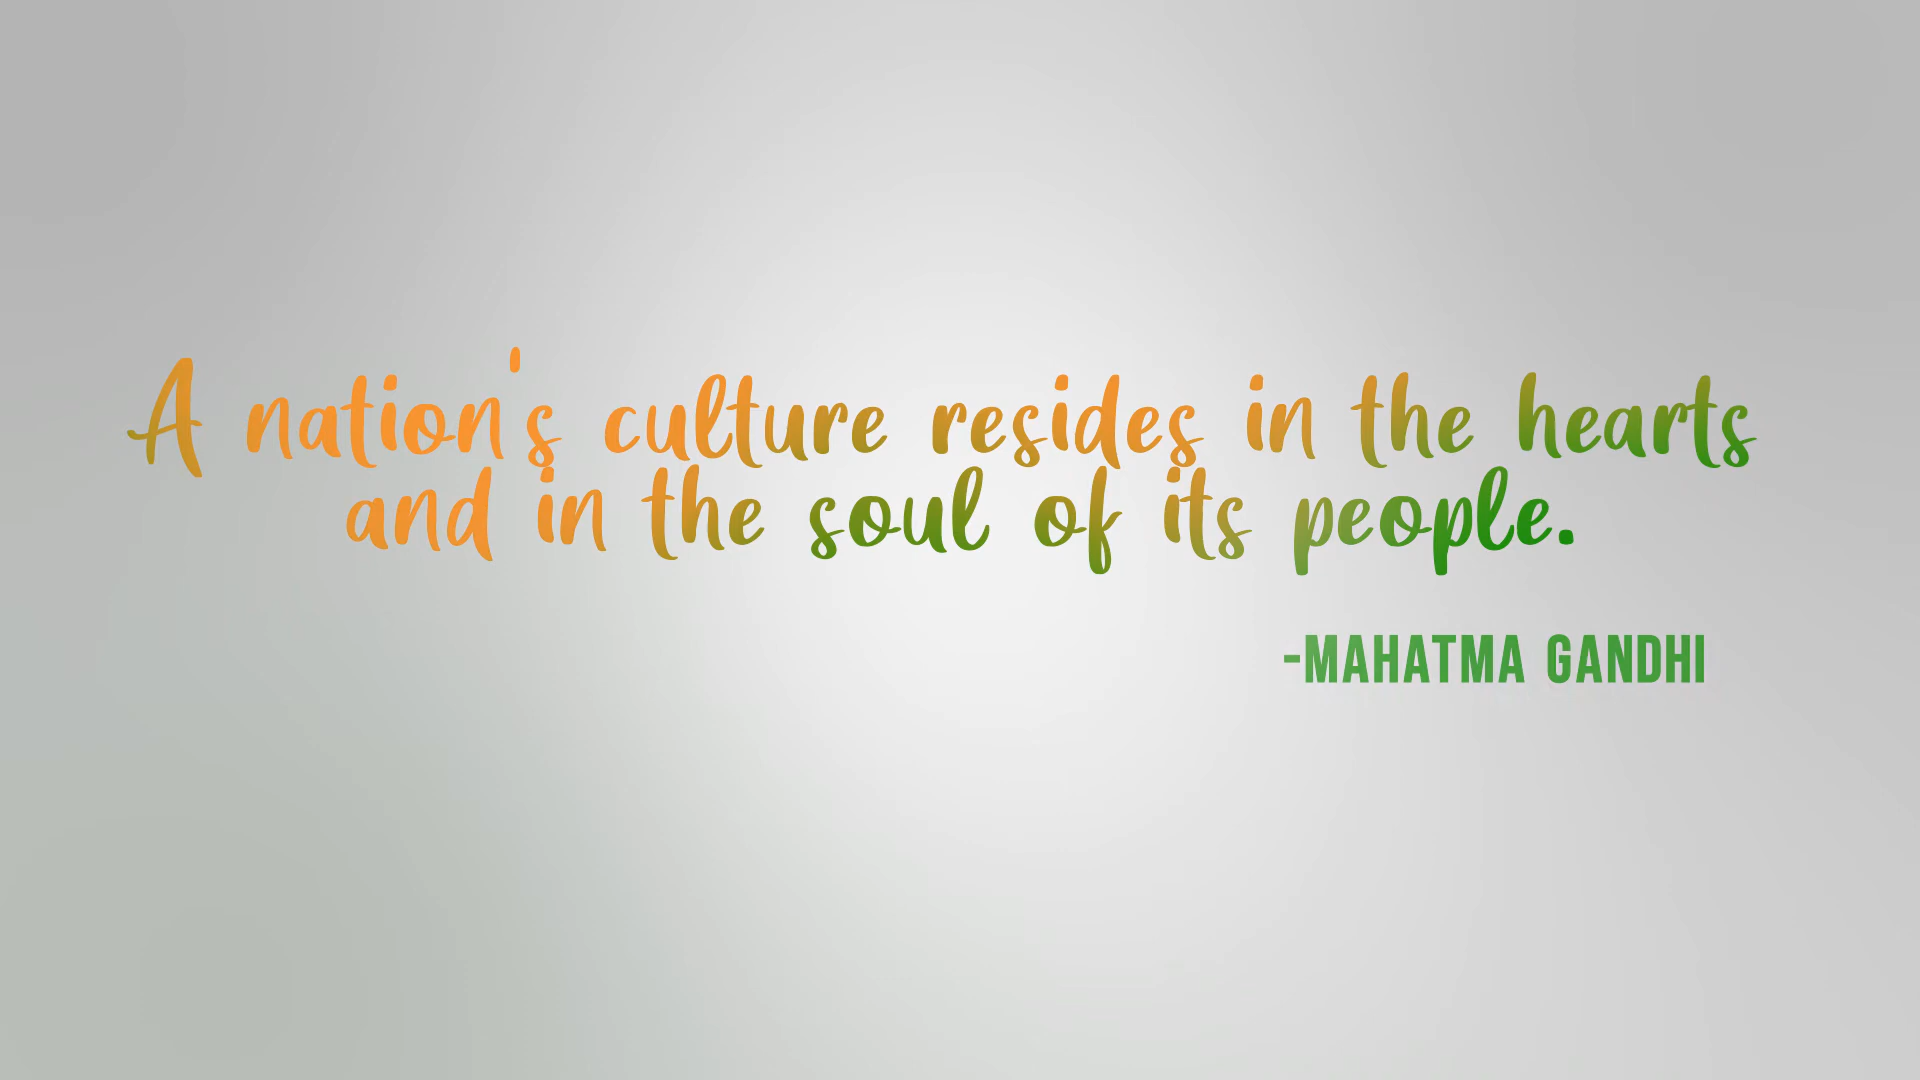 A nation's culture resides in the hearts
and in the soul of its people.
-MAHATMA GANDHI